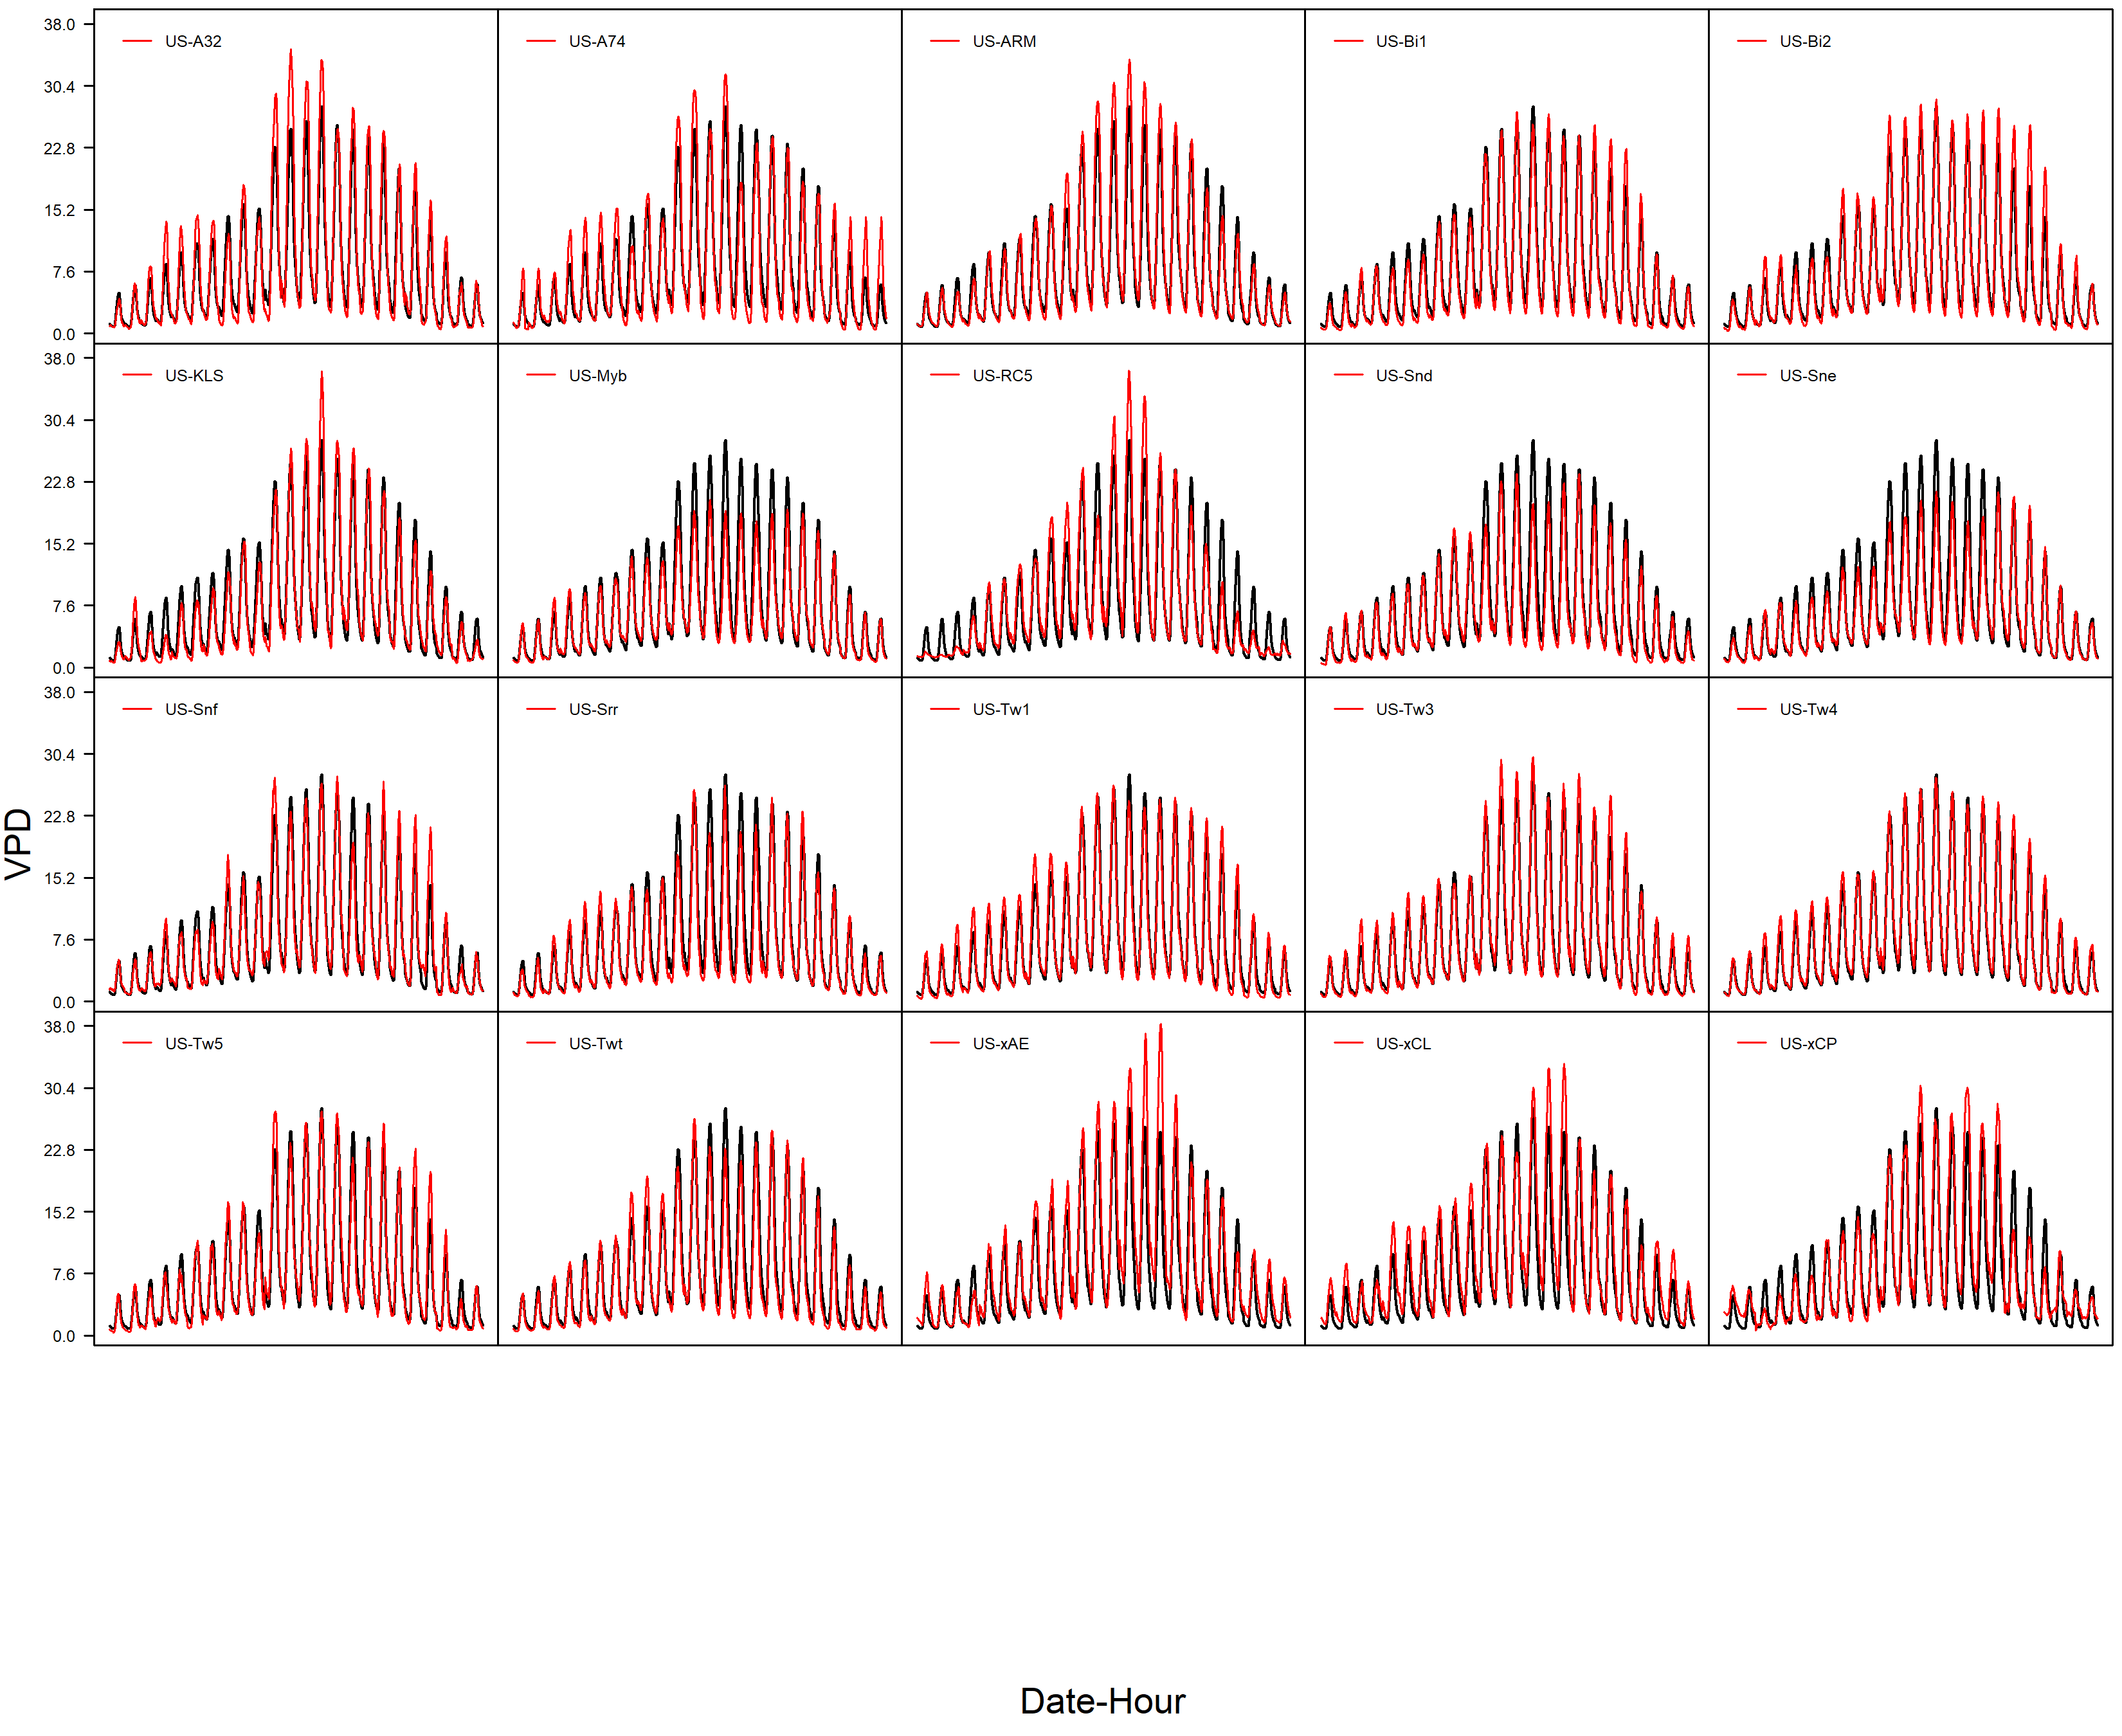 38.0
30.4
22.8
15.2
7.6
0.0
US-A32
US-A74
US-ARM
US-Bi1
US-Bi2
38.0
30.4
22.8
15.2
7.6
0.0
US-KLS
US-Myb
US-RC5
US-Snd
US-Sne
38.0
30.4
22.8
15.2
7.6
0.0
US-Snf
US-Srr
US-Tw1
US-Tw3
US-Tw4
38.0
30.4
22.8
15.2
7.6
0.0
US-Tw5
US-Twt
US-xAE
US-xCL
US-xCP
VPD
Date-Hour